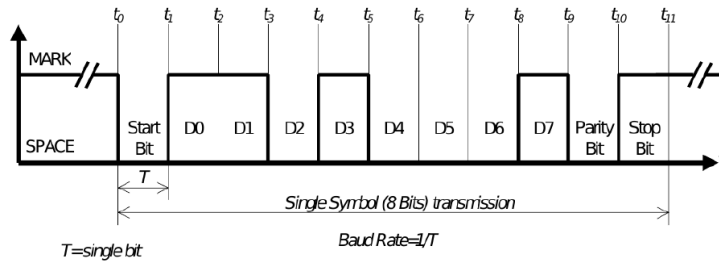 t0 t1 t2 t3 t4 t5 t6 t7 t8 t9 t10 t11
MARK
Start Bit D0 D1 D2 D3 D4 D5 D6 D7 Parity Bit Stop Bit
SPACE
T
Single Symbol (8 Bits) transmission
T=single bit
Baud Rate=1/T